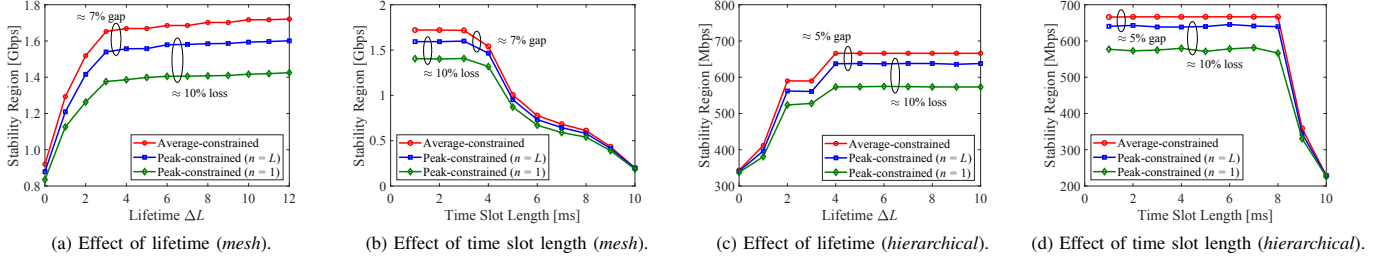 Stability Region [Gbps]
1.8
1.6
1.4
1.2
1.0
0.8
≈ 7% gap
≈ 10% loss
Average-constrained
Peak-constrained (n = L)
Peak-constrained (n = 1)
0 2 4 6 8 10 12
Lifetime ΔL
(a) Effect of lifetime (mesh).
Stability Region [Gbps]
2
1.5
1
0.5
0
≈ 7% gap
≈ 10% loss
Average-constrained
Peak-constrained (n = L)
Peak-constrained (n = 1)
0 2 4 6 8 10
Time Slot Length [ms]
(b) Effect of time slot length (mesh).
Stability Region [Mbps]
800
700
600
500
400
300
≈ 5% gap
≈ 10% loss
Average-constrained
Peak-constrained (n = L)
Peak-constrained (n = 1)
0 2 4 6 8 10
Lifetime ΔL
(c) Effect of lifetime (hierarchical).
Stability Region [Mbps]
700
600
500
400
300
200
≈ 5% gap
≈ 10% loss
Average-constrained
Peak-constrained (n = L)
Peak-constrained (n = 1)
0 2 4 6 8 10
Time Slot Length [ms]
(d) Effect of time slot length (hierarchical).